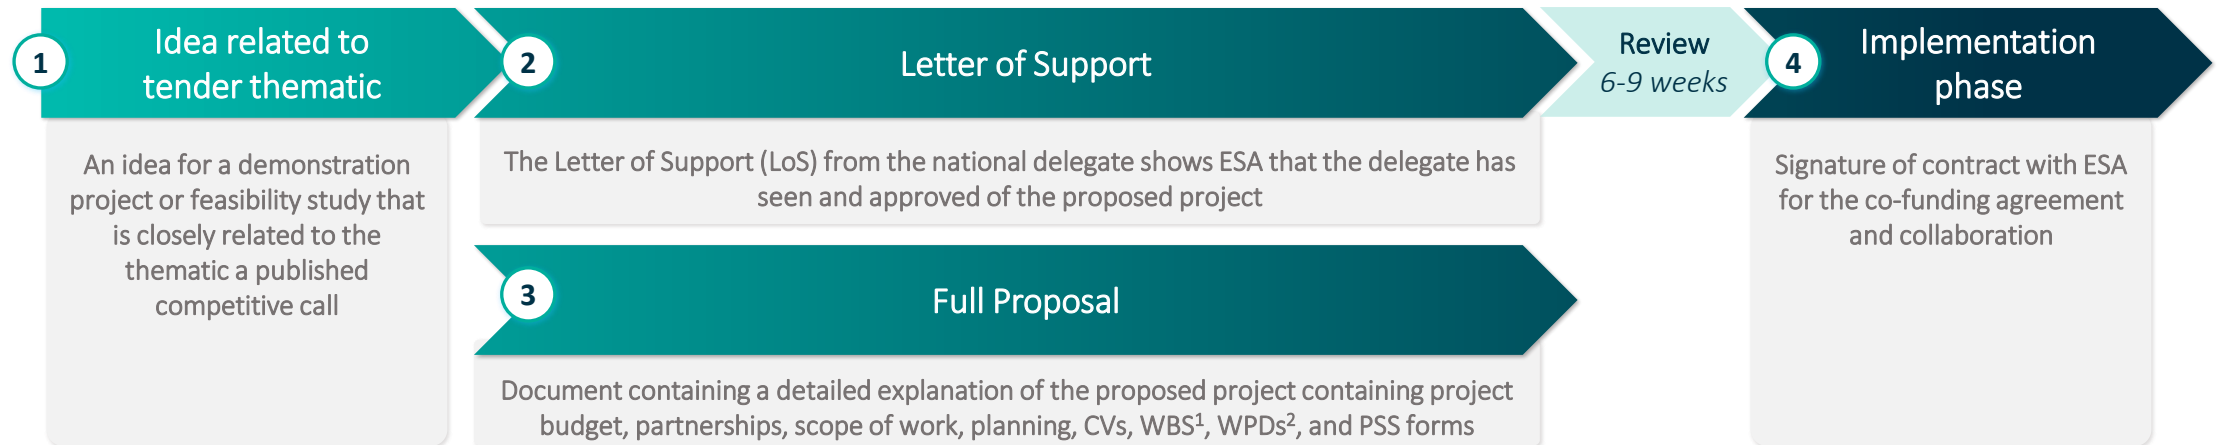 1
Idea related to
tender thematic
An idea for a demonstration
project or feasibility study that
is closely related to the
thematic a published
competitive call
2
Letter of Support
The Letter of Support (LoS) from the national delegate shows ESA that the delegate has
seen and approved of the proposed project
3
Full Proposal
Document containing a detailed explanation of the proposed project containing project
budget, partnerships, scope of work, planning, CVs, WBS¹, WPDs², and PSS forms
Review
6-9 weeks
4
Implementation
phase
Signature of contract with ESA
for the co-funding agreement
and collaboration